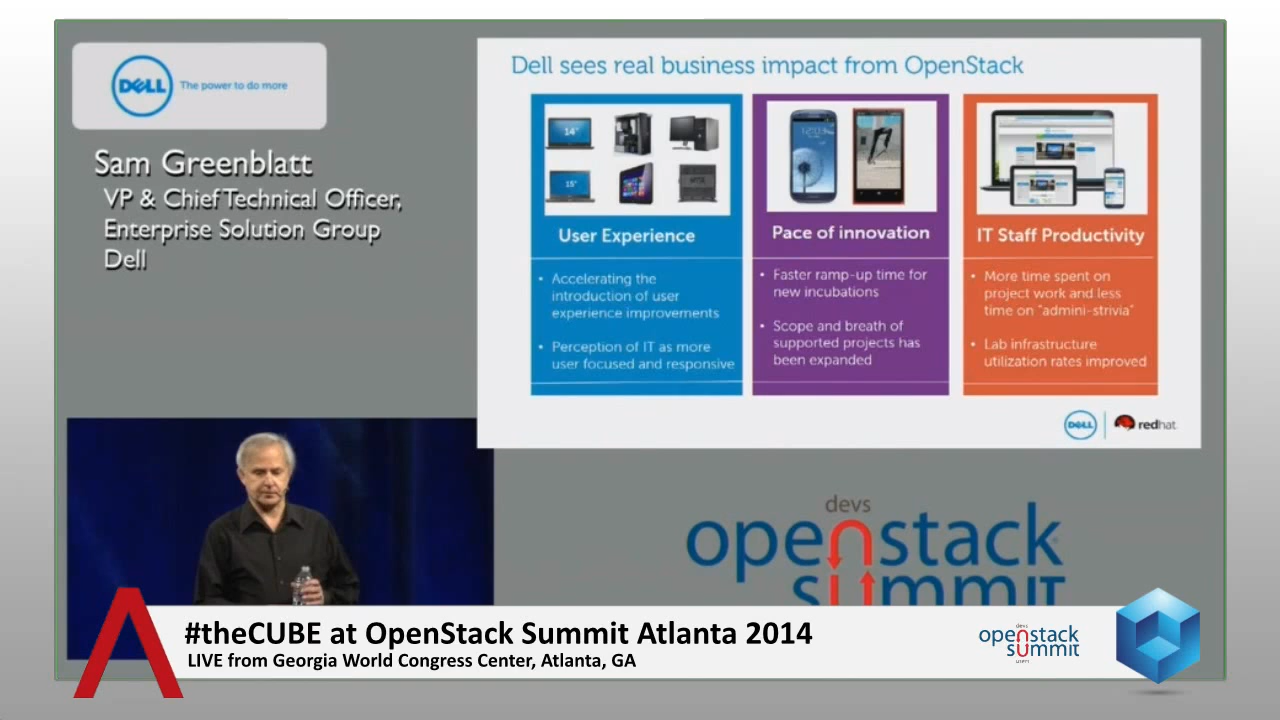 DELL
The power to do more
Sam Greenblatt
VP & Chief Technical Officer,
Enterprise Solution Group
Dell
Dell sees real business impact from OpenStack
14"
15"
User Experience
• Accelerating the
introduction of user
experience improvements
• Perception of IT as more
user focused and responsive
Pace of innovation
• Faster ramp-up time for
new incubations
• Scope and breath of
supported projects has
been expanded
IT Staff Productivity
• More time spent on
project work and less
time on "admini-strivia"
• Lab infrastructure
utilization rates improved
DELL
redhat
devs
openstack
summit
#theCUBE at OpenStack Summit Atlanta 2014
LIVE from Georgia World Congress Center, Atlanta, GA
devs
openstack
summit
users